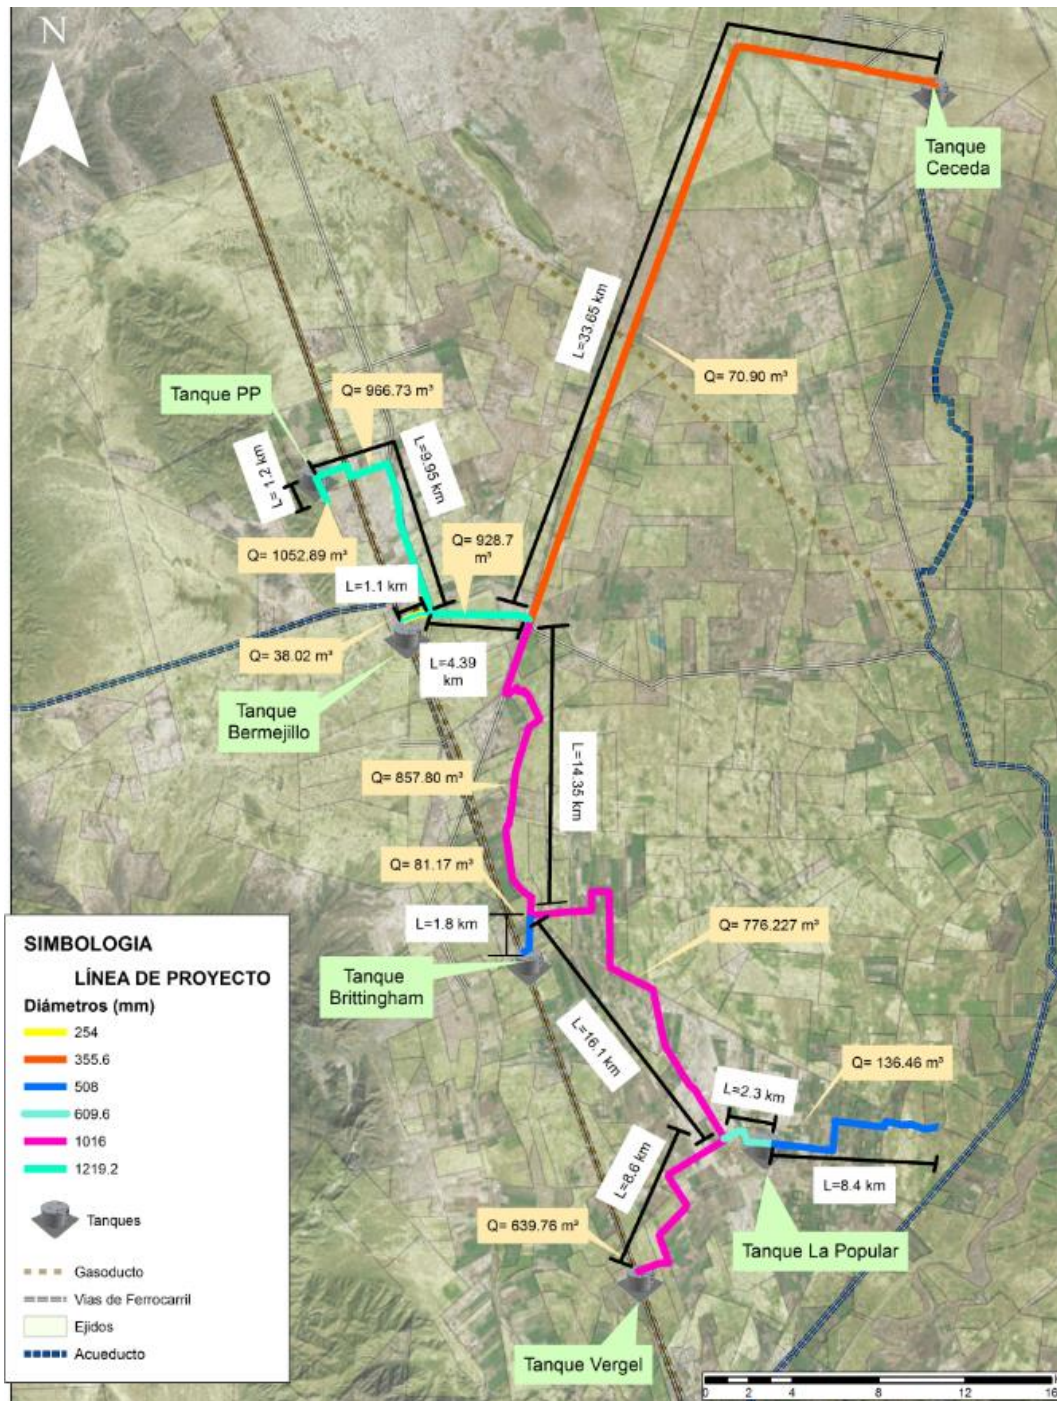 N
Tanque
Ceceda
L=33.65 km
Q= 70.90 m³
Tanque PP
Q= 966.73 m³
L= 1.2 km
L=9.95 km
Q= 1052.89 m³
Q= 928.7
m³
L=1.1 km
Q= 38.02 m³
L=4.39
km
Tanque
Bermejillo
L=14.35 km
Q= 857.80 m³
Q= 81.17 m³
L=1.8 km
Q= 776.227 m³
Tanque
Brittingham
L=16.1 km
Q= 136.46 m³
L=2.3 km
L=8.6 km
L=8.4 km
Q= 639.76 m³
Tanque La Popular
Tanque Vergel
SIMBOLOGIA
LÍNEA DE PROYECTO
Diámetros (mm)
254
355.6
508
609.6
1016
1219.2
Tanques
Gasoducto
Vias de Ferrocarril
Ejidos
Acueducto
0 2 4 8 12 16